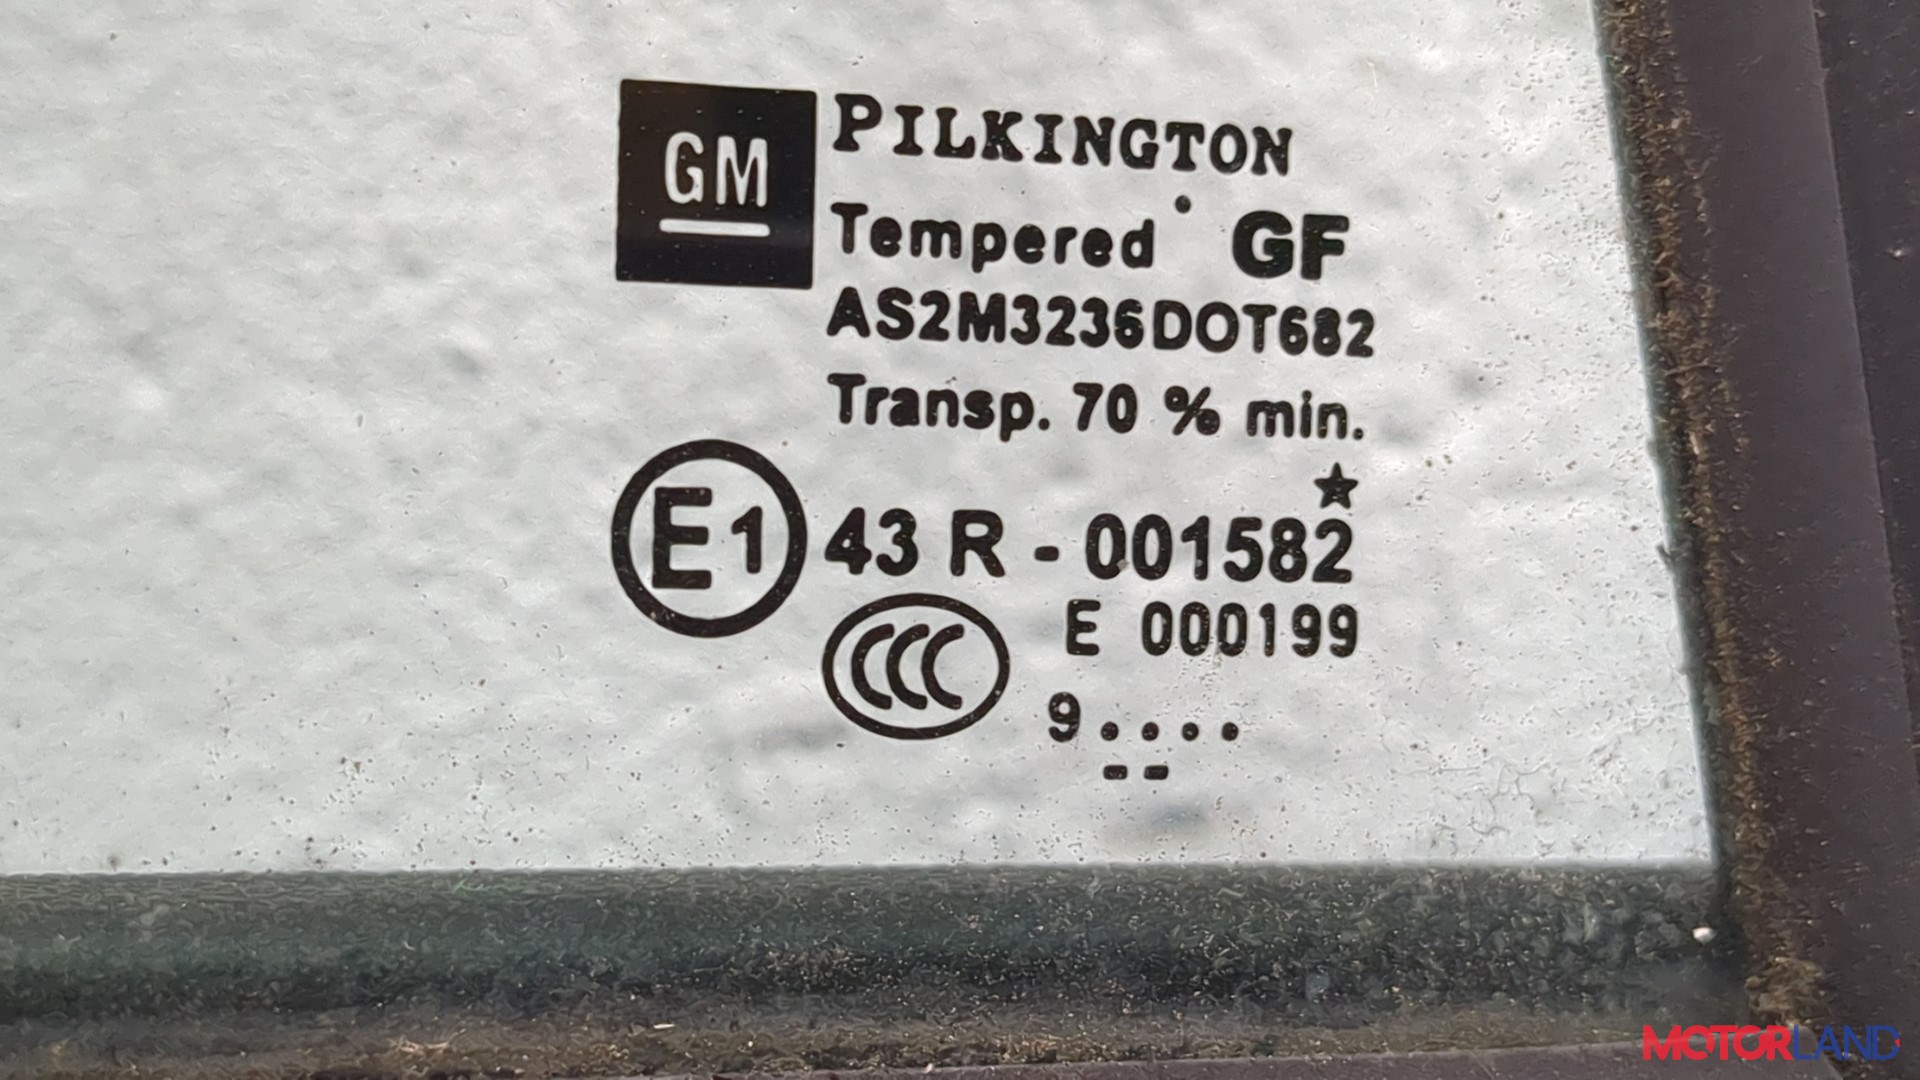 GM
PILKINGTON
Tempered GF
AS2M3236DOT682
Transp. 70 % min.
E1 43 R - 001582
CCC E 000199
9....
--
MOTORLAND